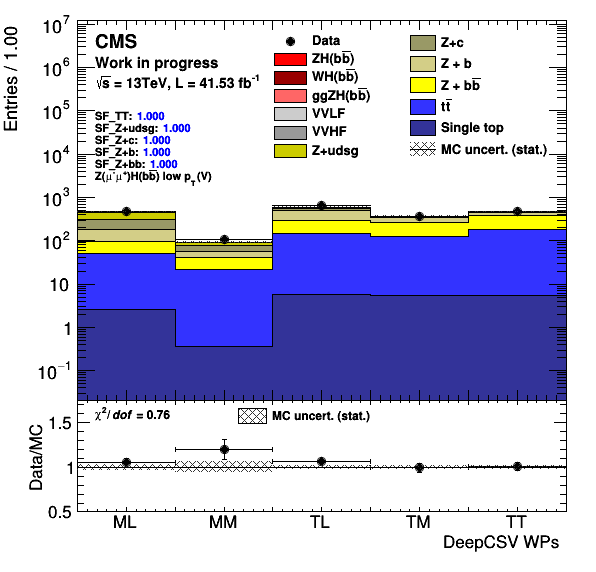 CMS
Work in progress
√s = 13TeV, L = 41.53 fb⁻¹
SF_TT: 1.000
SF_Z+udsg: 1.000
SF_Z+c: 1.000
SF_Z+b: 1.000
SF_Z+bb: 1.000
Z(μ⁻μ⁺)H(bb̅) low p_T(V)
Data
ZH(bb̅)
WH(bb̅)
ggZH(bb̅)
VVLF
VVHF
Z+udsg
Z+c
Z + b
Z + bb̅
tt̅
Single top
MC uncert. (stat.)
Entries / 1.00
10⁷
10⁶
10⁵
10⁴
10³
10²
10
1
10⁻¹
χ²/dof = 0.76
MC uncert. (stat.)
Data/MC
1.5
1
0.5
ML MM TL TM TT
DeepCSV WPs